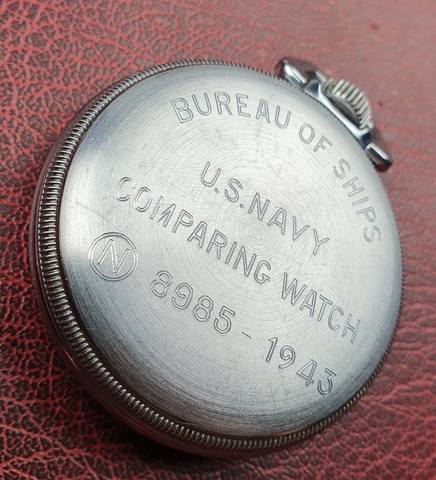 BUREAU OF SHIPS
U.S.NAVY
COMPARING WATCH
N 8985-1943